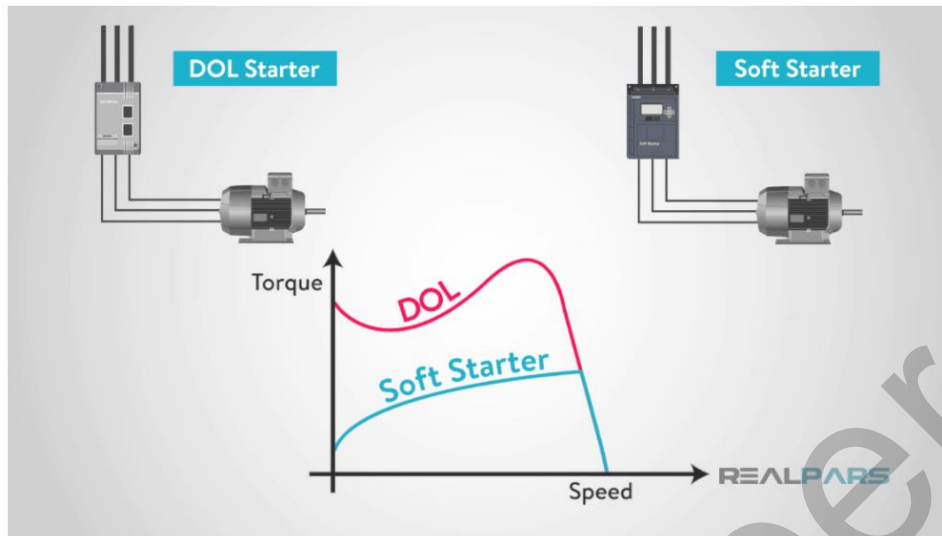 DOL Starter
Soft Starter
Torque
DOL
Soft Starter
Speed
REALPARS